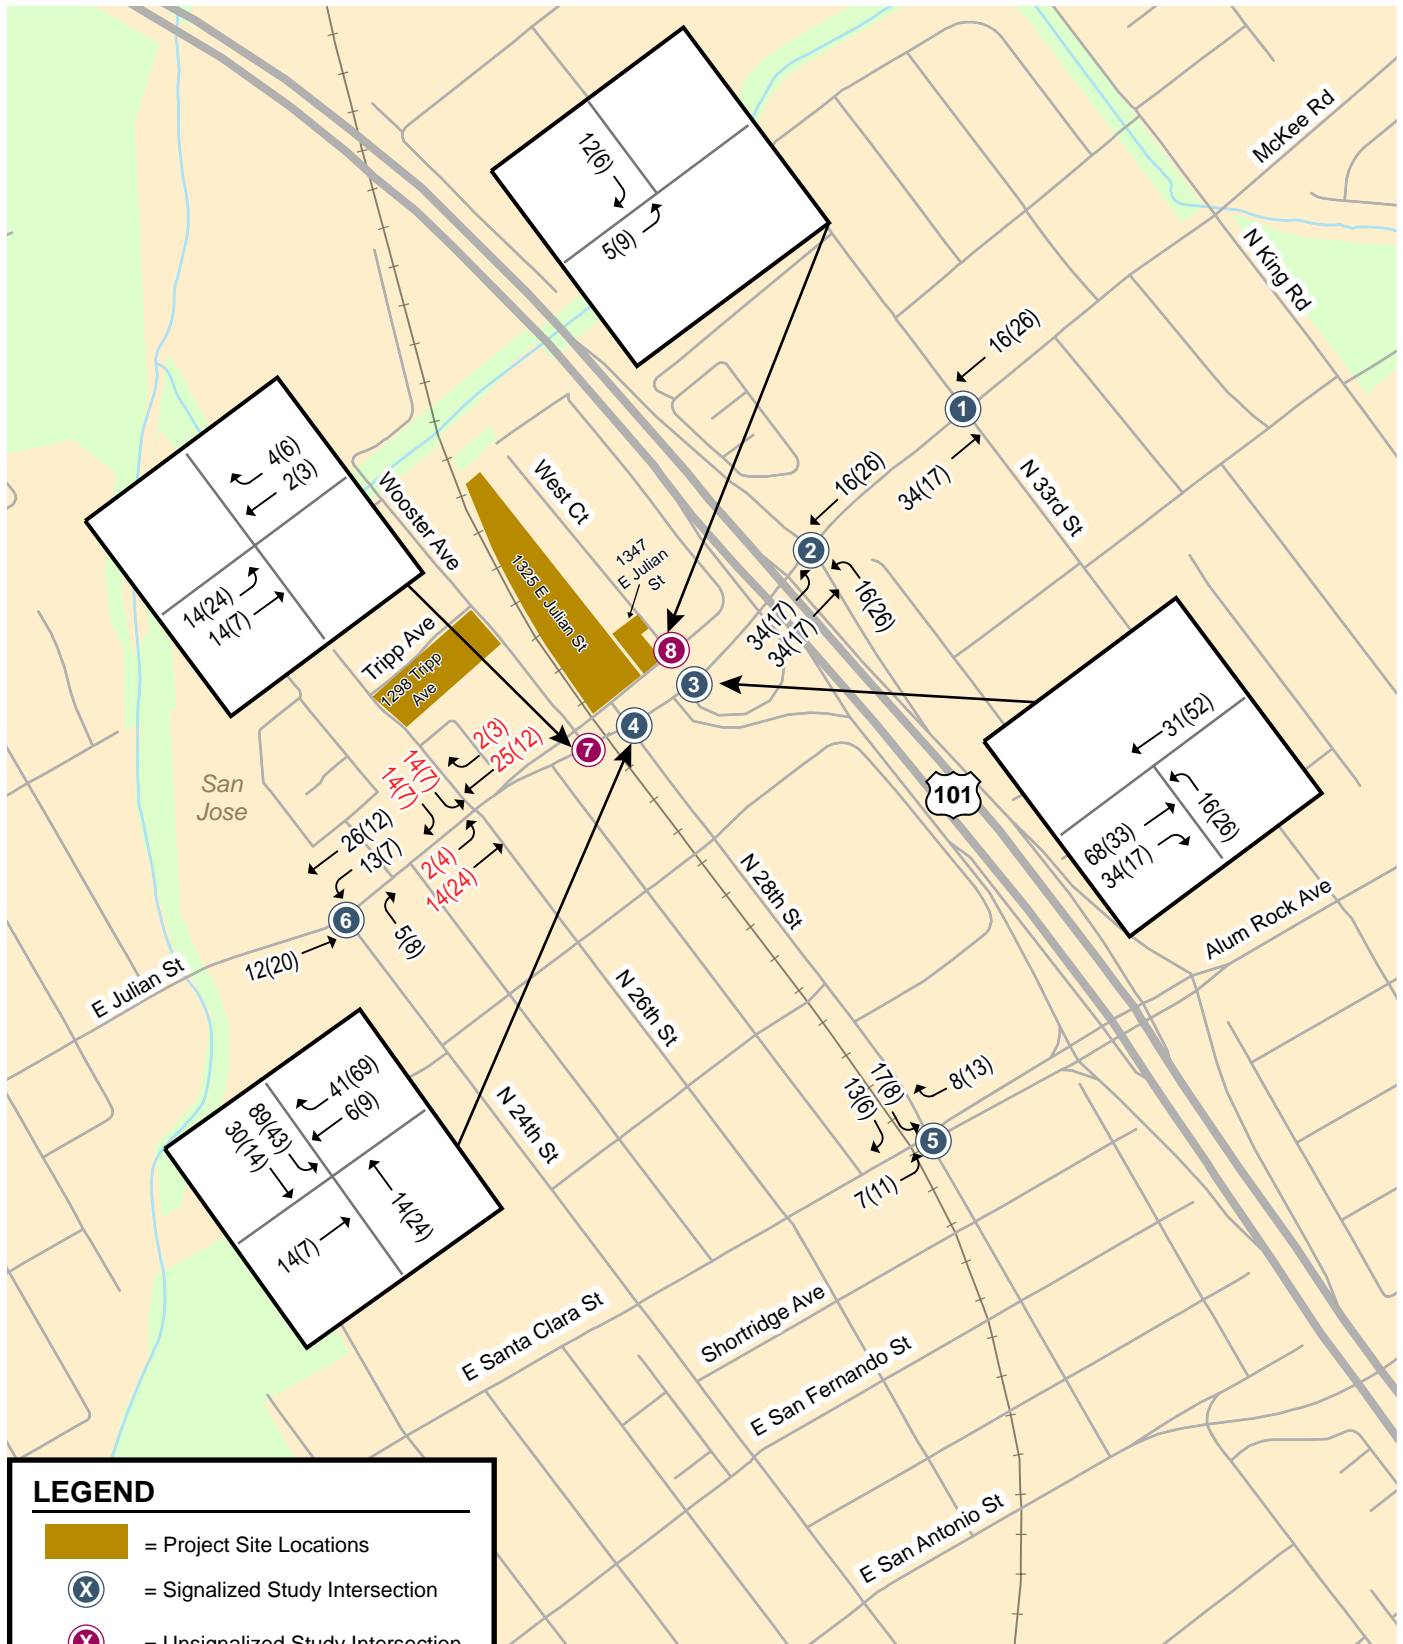 McKee Rd
N King Rd
12(6)
5(9)
16(26)
1
34(17)
N 33rd St
16(26)
2
16(26)
34(17)
34(17)
4(6)
2(3)
14(24)
14(7)
Wooster Ave
West Ct
1347
E Julian
St
1325 E Julian St
Tripp Ave
1298 Tripp
Ave
8
3
4
7
31(52)
16(26)
68(33)
34(17)
101
San
Jose
2(3)
25(12)
14(7)
26(12)
13(7)
2(4)
14(24)
6
5(8)
12(20)
E Julian St
N 28th St
Alum Rock Ave
N 26th St
N 24th St
41(69)
6(9)
89(43)
30(14)
14(24)
14(7)
17(8)
13(6)
8(13)
5
7(11)
E Santa Clara St
Shortridge Ave
E San Fernando St
E San Antonio St
LEGEND
= Project Site Locations
X = Signalized Study Intersection
X = Unsignalized Study Intersection